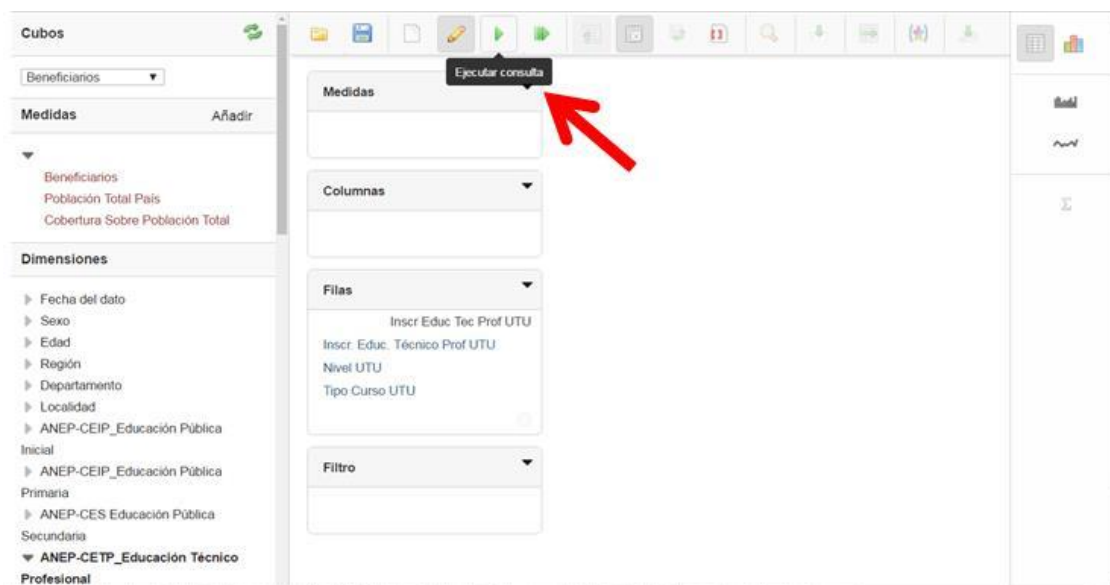 Cubos
Beneficiarios
Medidas Añadir
Beneficiarios
Población Total País
Cobertura Sobre Población Total
Dimensiones
Fecha del dato
Sexo
Edad
Región
Departamento
Localidad
ANEP-CEIP_Educación Pública
Inicial
ANEP-CEIP_Educación Pública
Primaria
ANEP-CES Educación Pública
Secundaria
ANEP-CETP_Educación Técnico
Profesional
Ejecutar consulta
Medidas
Columnas
Filas
Inscr Educ Tec Prof UTU
Inscr. Educ. Técnico Prof UTU
Nivel UTU
Tipo Curso UTU
Filtro
Σ